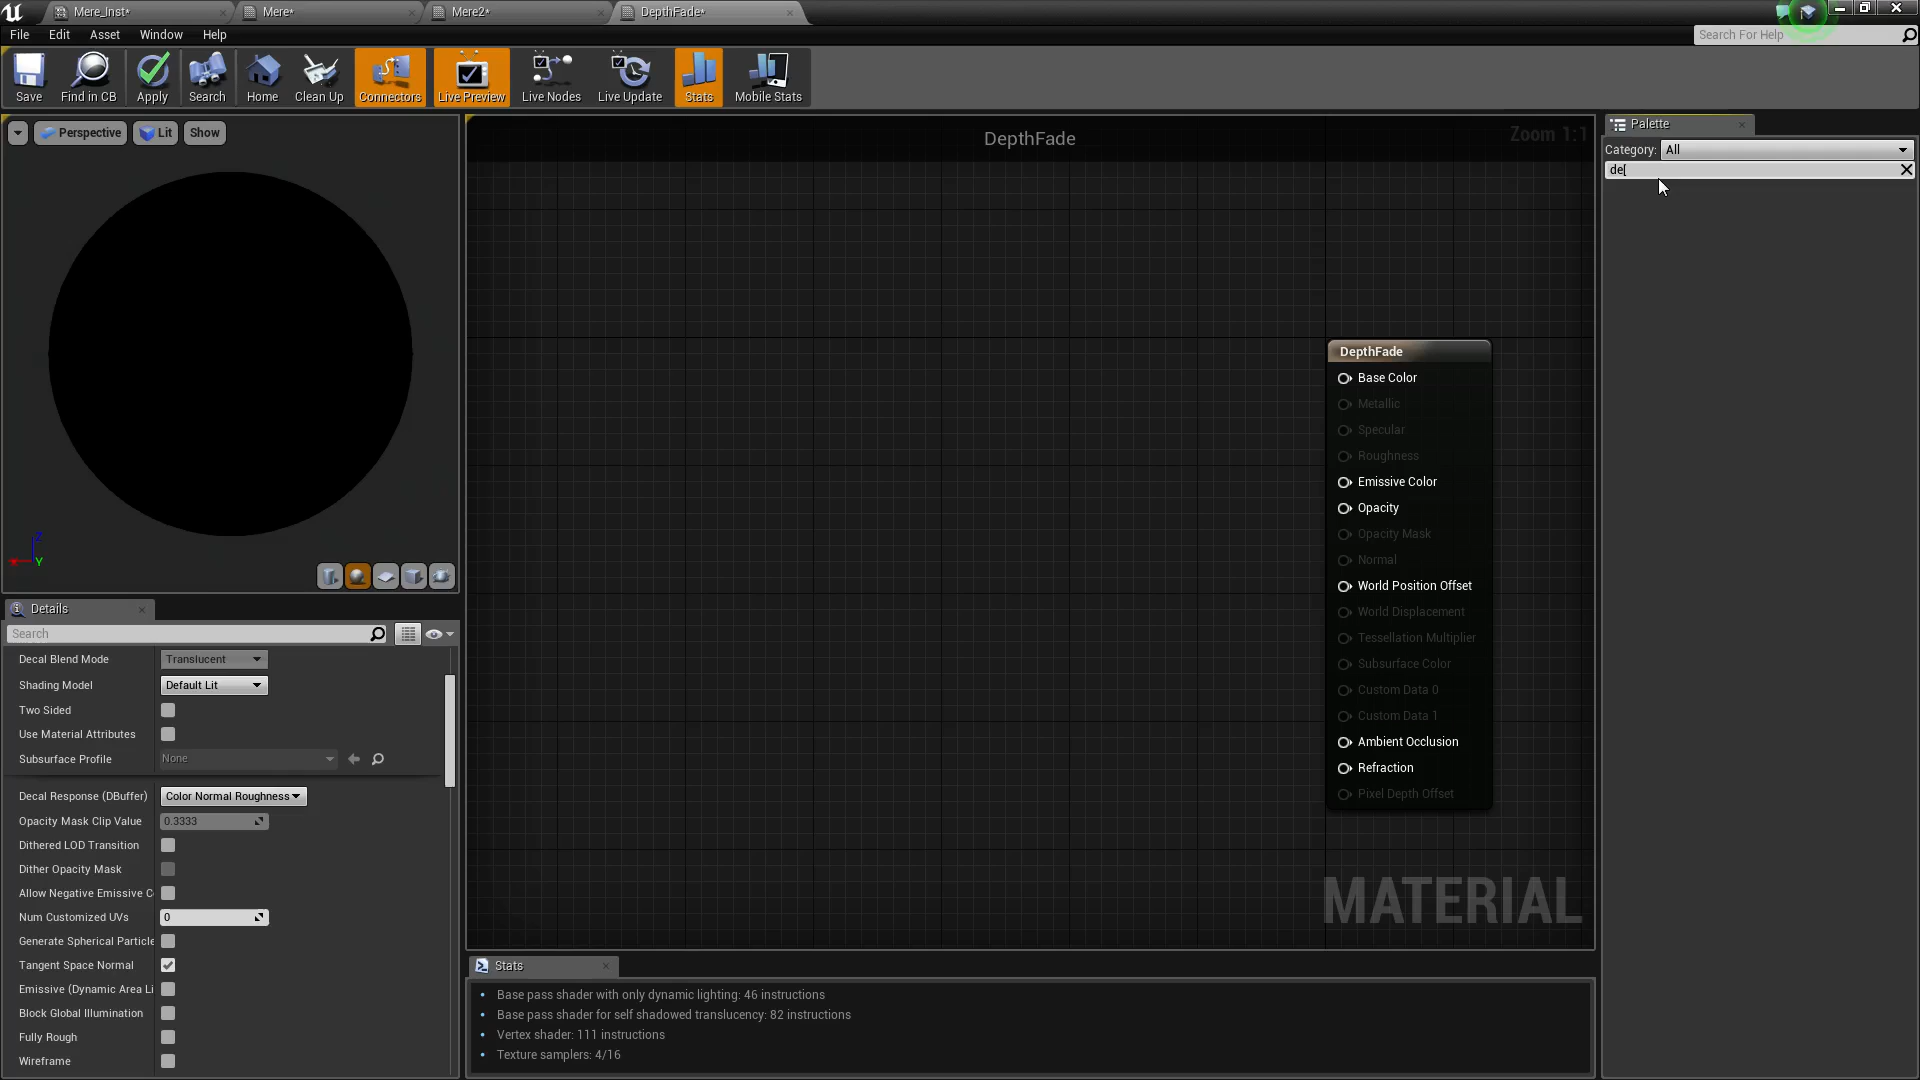 Mere_Inst*
Mere*
Mere2*
DepthFade*
File
Edit
Asset
Window
Help
Search For Help
Save
Find in CB
Apply
Search
Home
Clean Up
Connectors
Live Preview
Live Nodes
Live Update
Stats
Mobile Stats
Perspective
Lit
Show
DepthFade
Zoom 1:1
Palette
Category:
All
de[
Z
Y
DepthFade
Base Color
Metallic
Specular
Roughness
Emissive Color
Opacity
Opacity Mask
Normal
World Position Offset
World Displacement
Tessellation Multiplier
Subsurface Color
Custom Data 0
Custom Data 1
Ambient Occlusion
Refraction
Pixel Depth Offset
MATERIAL
Details
Search
Decal Blend Mode
Translucent
Shading Model
Default Lit
Two Sided
Use Material Attributes
Subsurface Profile
None
Decal Response (DBuffer)
Color Normal Roughness
Opacity Mask Clip Value
0.3333
Dithered LOD Transition
Dither Opacity Mask
Allow Negative Emissive C
Num Customized UVs
0
Generate Spherical Particle
Tangent Space Normal
Emissive (Dynamic Area Li
Block Global Illumination
Fully Rough
Wireframe
Stats
Base pass shader with only dynamic lighting: 46 instructions
Base pass shader for self shadowed translucency: 82 instructions
Vertex shader: 111 instructions
Texture samplers: 4/16